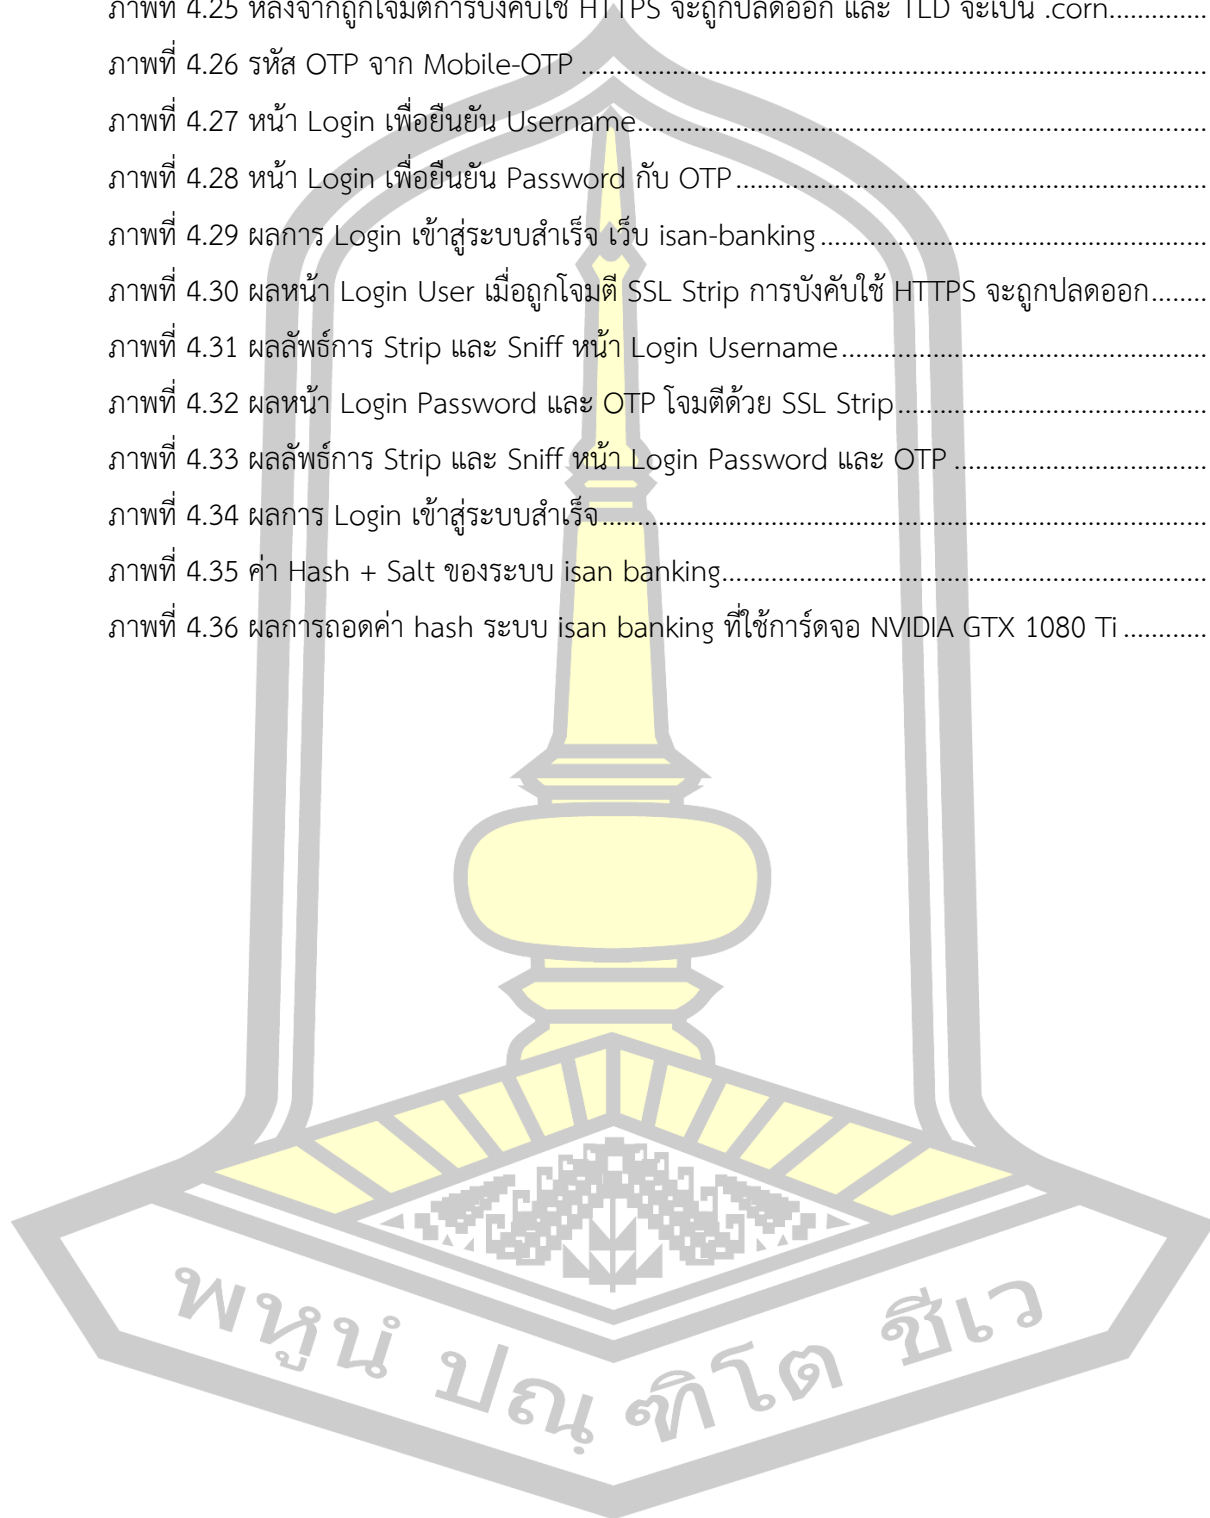 ภาพที่ 4.25 หลังจากถูกโจมตีการบังคับใช้ HTTPS จะถูกปลดออก และ TLD จะเป็น .corn.............
ภาพที่ 4.26 รหัส OTP จาก Mobile-OTP .......................................................................................
ภาพที่ 4.27 หน้า Login เพื่อยืนยัน Username................................................................................
ภาพที่ 4.28 หน้า Login เพื่อยืนยัน Password กับ OTP ..................................................................
ภาพที่ 4.29 ผลการ Login เข้าสู่ระบบสำเร็จ เว็บ isan-banking ......................................................
ภาพที่ 4.30 ผลหน้า Login User เมื่อถูกโจมตี SSL Strip การบังคับใช้ HTTPS จะถูกปลดออก........
ภาพที่ 4.31 ผลลัพธ์การ Strip และ Sniff หน้า Login Username ...................................................
ภาพที่ 4.32 ผลหน้า Login Password และ OTP โจมตีด้วย SSL Strip ...........................................
ภาพที่ 4.33 ผลลัพธ์การ Strip และ Sniff หน้า Login Password และ OTP ...................................
ภาพที่ 4.34 ผลการ Login เข้าสู่ระบบสำเร็จ.....................................................................................
ภาพที่ 4.35 ค่า Hash + Salt ของระบบ isan banking....................................................................
ภาพที่ 4.36 ผลการถอดค่า hash ระบบ isan banking ที่ใช้การ์ดจอ NVIDIA GTX 1080 Ti ............
พหูนํ ปณฺฑิโต ชีเว